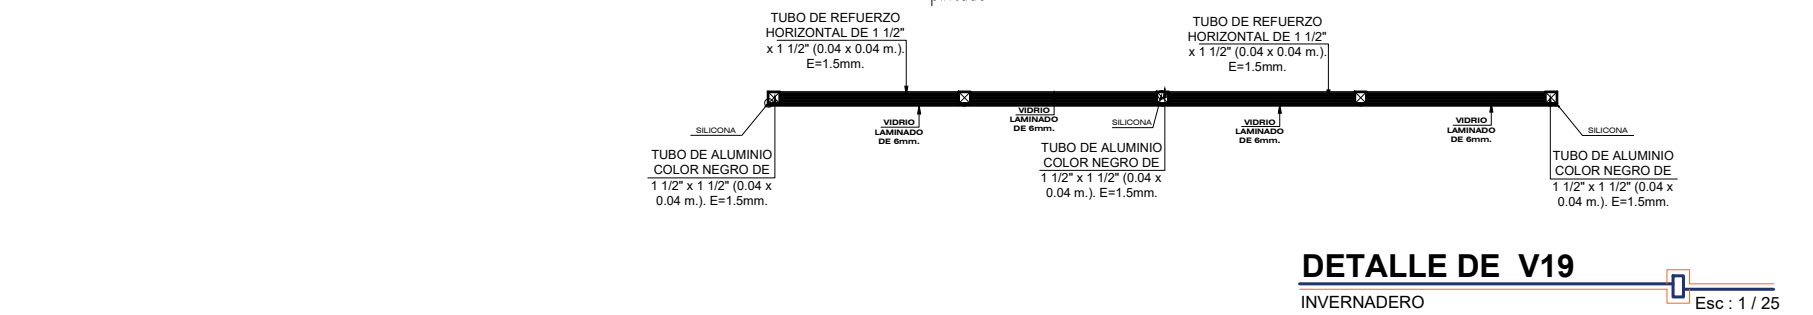 TUBO DE REFUERZO
HORIZONTAL DE 1 1/2"
x 1 1/2" (0.04 x 0.04 m.).
E=1.5mm.
TUBO DE REFUERZO
HORIZONTAL DE 1 1/2"
x 1 1/2" (0.04 x 0.04 m.).
E=1.5mm.
SILICONA
VIDRIO
LAMINADO
DE 6mm.
VIDRIO
LAMINADO
DE 6mm.
SILICONA
VIDRIO
LAMINADO
DE 6mm.
VIDRIO
LAMINADO
DE 6mm.
SILICONA
TUBO DE ALUMINIO
COLOR NEGRO DE
1 1/2" x 1 1/2" (0.04 x
0.04 m.). E=1.5mm.
TUBO DE ALUMINIO
COLOR NEGRO DE
1 1/2" x 1 1/2" (0.04 x
0.04 m.). E=1.5mm.
TUBO DE ALUMINIO
COLOR NEGRO DE
1 1/2" x 1 1/2" (0.04 x
0.04 m.). E=1.5mm.
DETALLE DE V19
INVERNADERO
Esc : 1 / 25